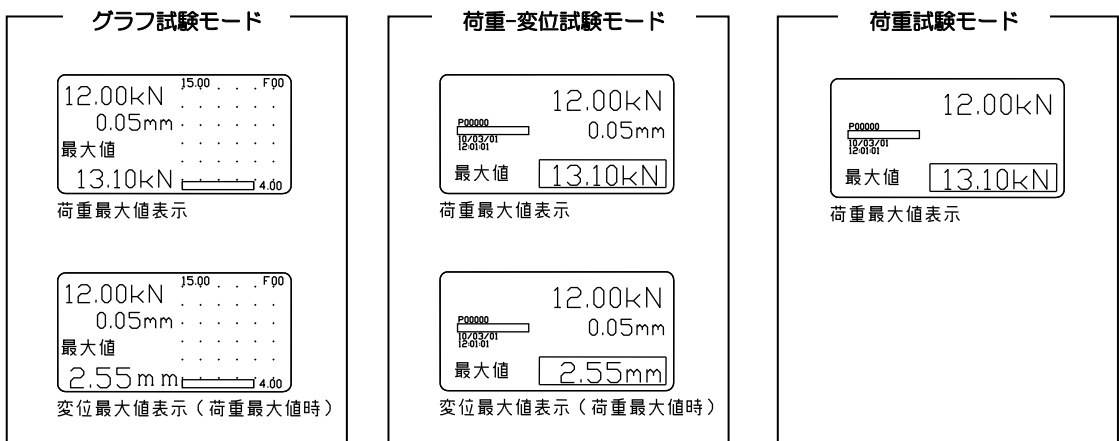 グラフ試験モード
15.00 F00
12.00kN
0.05mm
最大値
13.10kN 4.00
荷重最大値表示
15.00 F00
12.00kN
0.05mm
最大値
2.55mm 4.00
変位最大値表示(荷重最大値時)
荷重-変位試験モード
12.00kN
P00000 0.05mm
10/03/01
12:01:01
最大値 13.10kN
荷重最大値表示
12.00kN
P00000 0.05mm
10/03/01
12:01:01
最大値 2.55mm
変位最大値表示(荷重最大値時)
荷重試験モード
12.00kN
P00000
10/03/01
12:01:01
最大値 13.10kN
荷重最大値表示